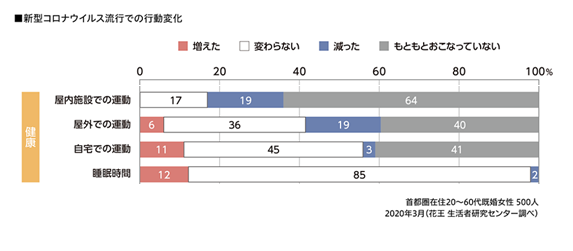 ■新型コロナウイルス流行での行動変化
増えた 変わらない 減った もともとおこなっていない
0 20 40 60 80 100%
健康
屋内施設での運動 17 19 64
屋外での運動 6 36 19 40
自宅での運動 11 45 3 41
睡眠時間 12 85 2
首都圏在住20〜60代既婚女性 500人
2020年3月(花王 生活者研究センター調べ)